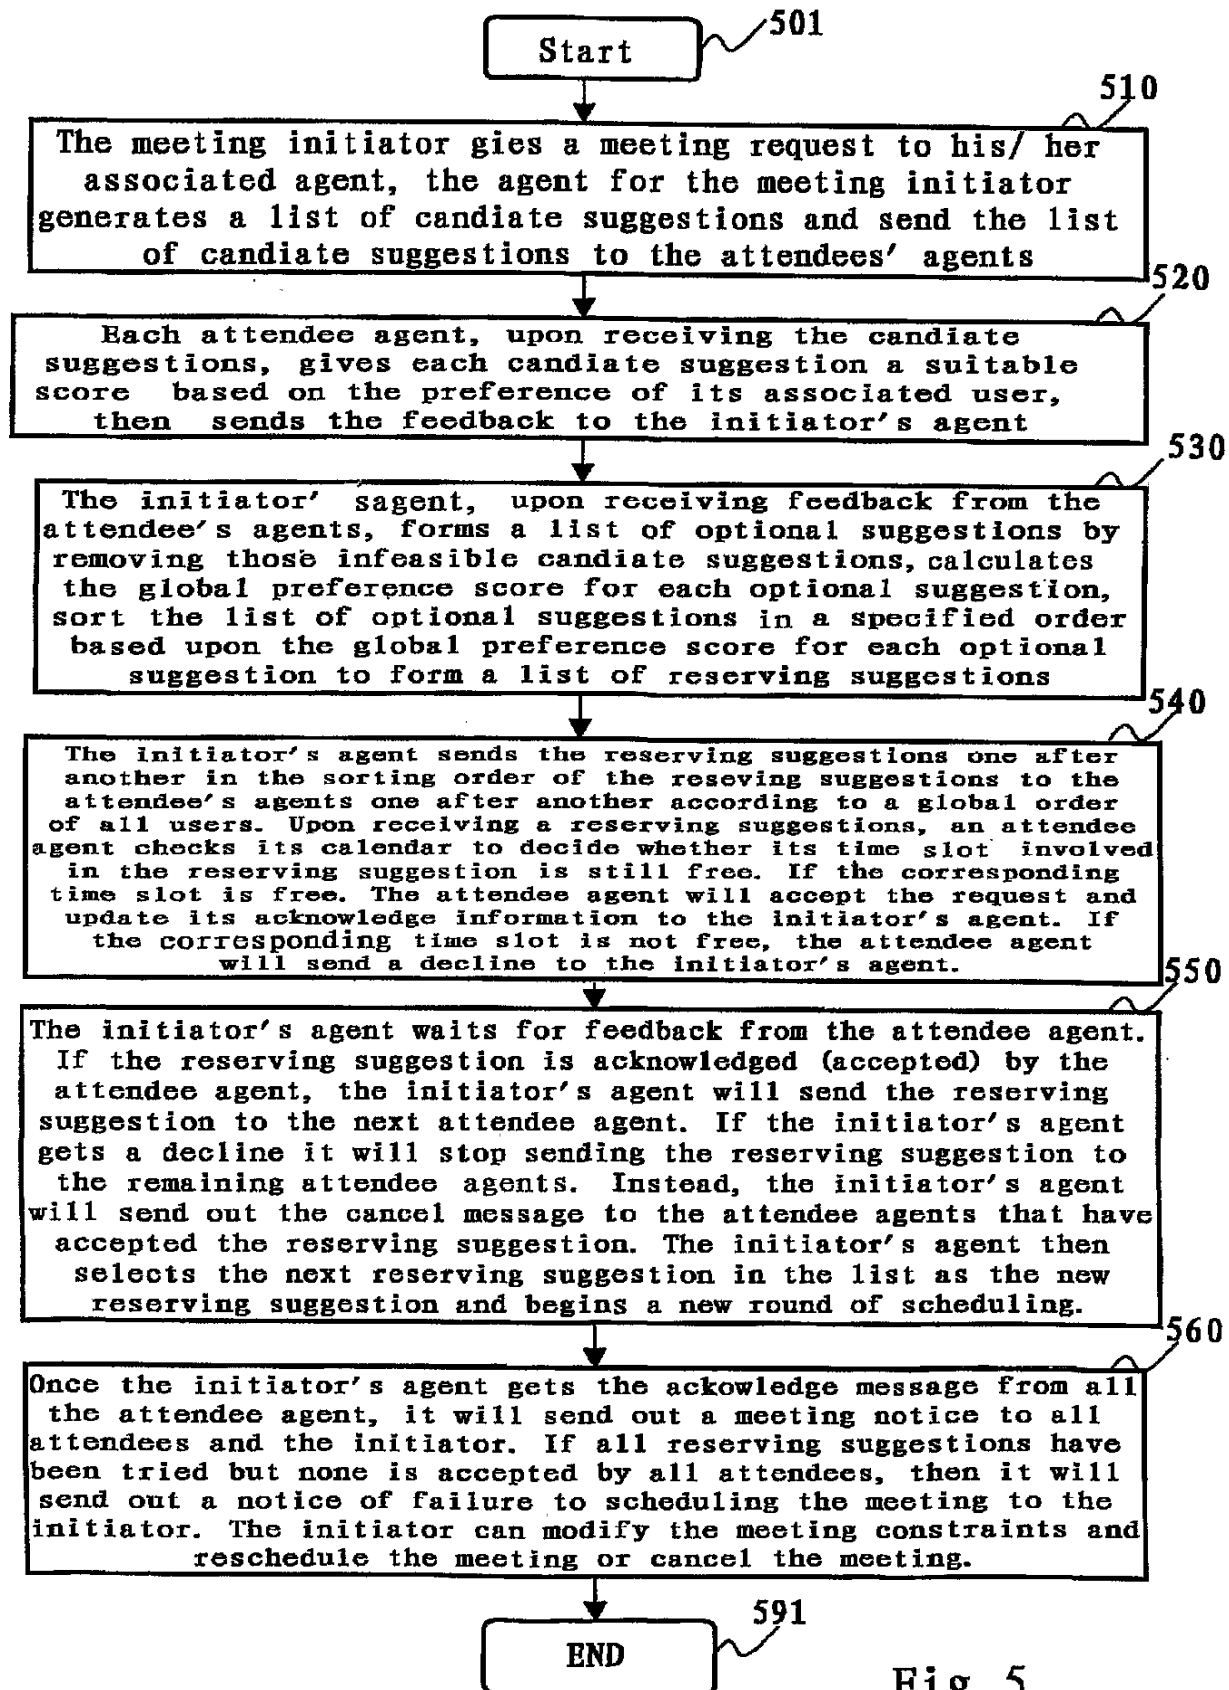 Start
501
510
The meeting initiator gies a meeting request to his/ her
associated agent, the agent for the meeting initiator
generates a list of candiate suggestions and send the list
of candiate suggestions to the attendees' agents
520
Each attendee agent, upon receiving the candiate
suggestions, gives each candiate suggestion a suitable
score based on the preference of its associated user,
then sends the feedback to the initiator's agent
530
The initiator' sagent, upon receiving feedback from the
attendee's agents, forms a list of optional suggestions by
removing those infeasible candiate suggestions, calculates
the global preference score for each optional suggestion,
sort the list of optional suggestions in a specified order
based upon the global preference score for each optional
suggestion to form a list of reserving suggestions
540
The initiator's agent sends the reserving suggestions one after
another in the sorting order of the reseving suggestions to the
attendee's agents one after another according to a global order
of all users. Upon receiving a reserving suggestions, an attendee
agent checks its calendar to decide whether its time slot involved
in the reserving suggestion is still free. If the corresponding
time slot is free. The attendee agent will accept the request and
update its acknowledge information to the initiator's agent. If
the corresponding time slot is not free, the attendee agent
will send a decline to the initiator's agent.
550
The initiator's agent waits for feedback from the attendee agent.
If the reserving suggestion is acknowledged (accepted) by the
attendee agent, the initiator's agent will send the reserving
suggestion to the next attendee agent. If the initiator's agent
gets a decline it will stop sending the reserving suggestion to
the remaining attendee agents. Instead, the initiator's agent
will send out the cancel message to the attendee agents that have
accepted the reserving suggestion. The initiator's agent then
selects the next reserving suggestion in the list as the new
reserving suggestion and begins a new round of scheduling.
560
Once the initiator's agent gets the ackowledge message from all
the attendee agent, it will send out a meeting notice to all
attendees and the initiator. If all reserving suggestions have
been tried but none is accepted by all attendees, then it will
send out a notice of failure to scheduling the meeting to the
initiator. The initiator can modify the meeting constraints and
reschedule the meeting or cancel the meeting.
591
END
Fig 5